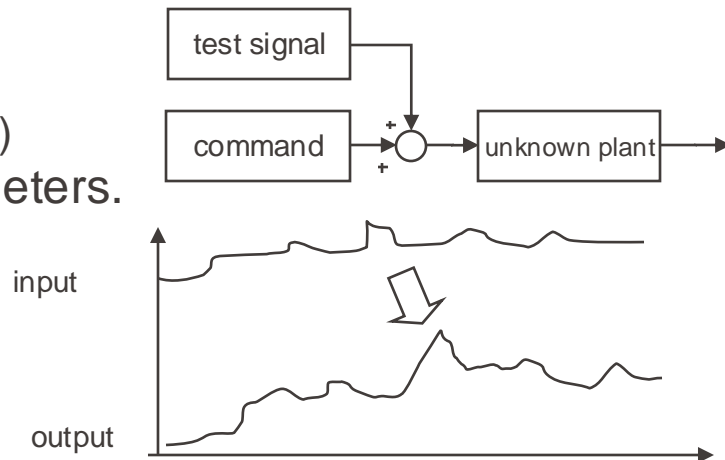 test signal
)
command
+
+
unknown plant
eters.
input
output